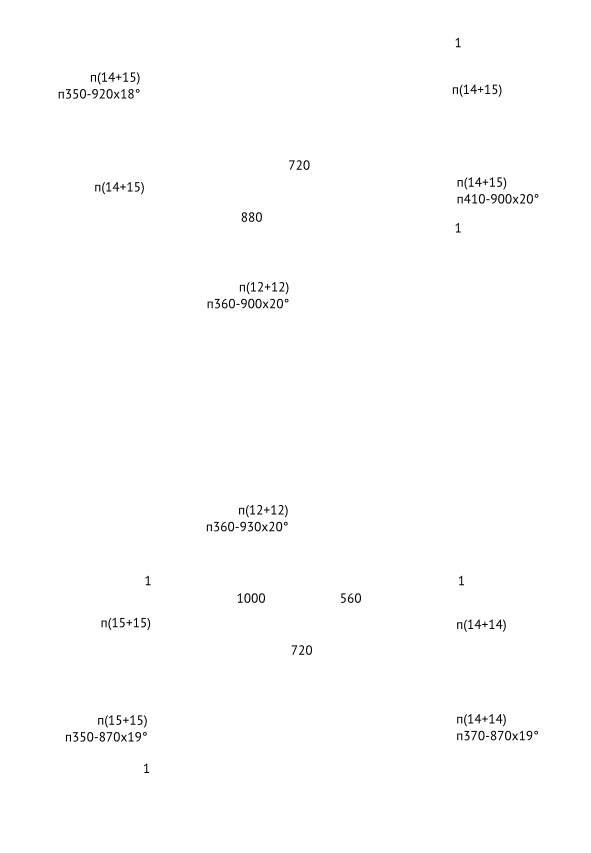 1
п(14+15)
п350-920х18°
п(14+15)
720
п(14+15)
п410-900х20°
п(14+15)
880
1
п(12+12)
п360-900х20°
п(12+12)
п360-930х20°
1
1
1000
560
п(15+15)
п(14+14)
720
п(15+15)
п350-870х19°
п(14+14)
п370-870х19°
1